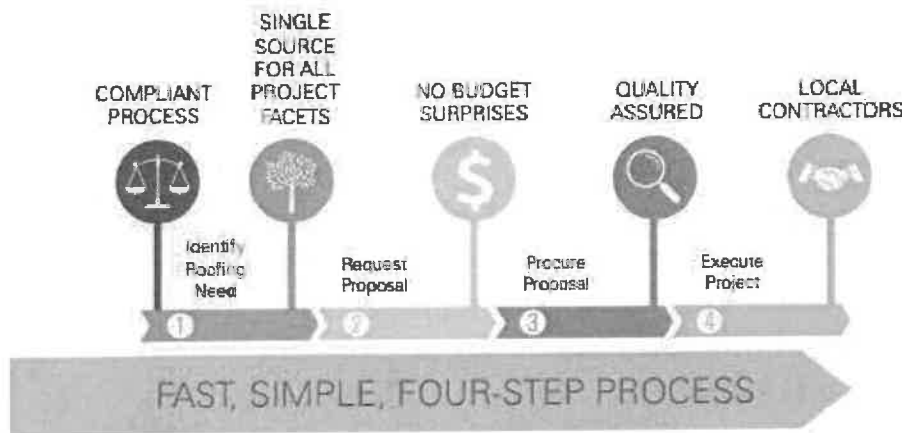 SINGLE
SOURCE
FOR ALL
PROJECT
FACETS
COMPLIANT
PROCESS
NO BUDGET
SURPRISES
$
QUALITY
ASSURED
LOCAL
CONTRACTORS
Identify
Roofing
Need
Request
Proposal
Procure
Proposal
Execute
Project
1
2
3
4
FAST, SIMPLE, FOUR-STEP PROCESS